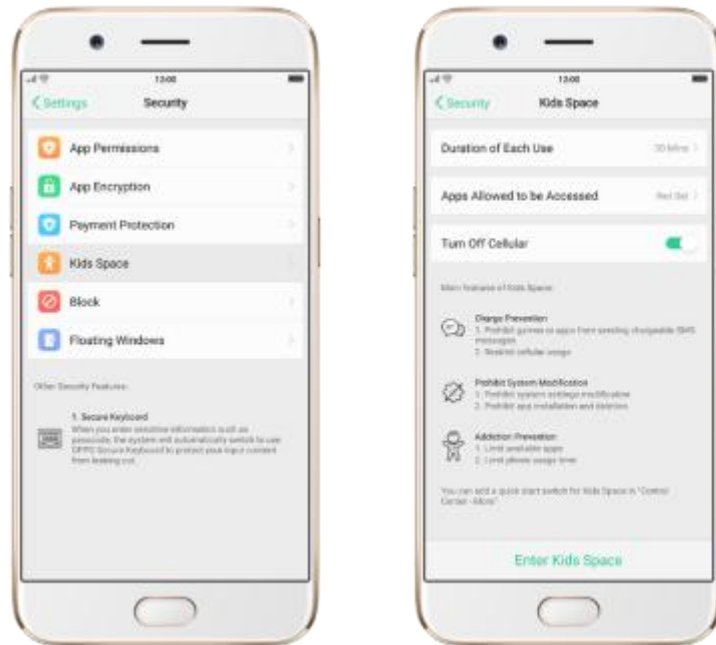 12:00
Settings
Security
App Permissions
App Encryption
Payment Protection
Kids Space
Block
Floating Windows
Other Security Features:
1. Secure Keyboard
When you enter sensitive information such as
passcode, the system will automatically switch to use
OPPO Secure Keyboard to protect your input content
from leaking out.
12:00
Security
Kids Space
Duration of Each Use
30 Mins
Apps Allowed to be Accessed
Not Set
Turn Off Cellular
Main features of Kids Space:
Charge Prevention
1. Prohibit games or apps from sending chargeable SMS
messages
2. Restrict cellular usage
Prohibit System Modification
1. Prohibit system settings modification
2. Prohibit app installation and deletion
Addiction Prevention
1. Limit available apps
2. Limit phone usage time
You can add a quick start switch for Kids Space in "Control
Center -More"
Enter Kids Space